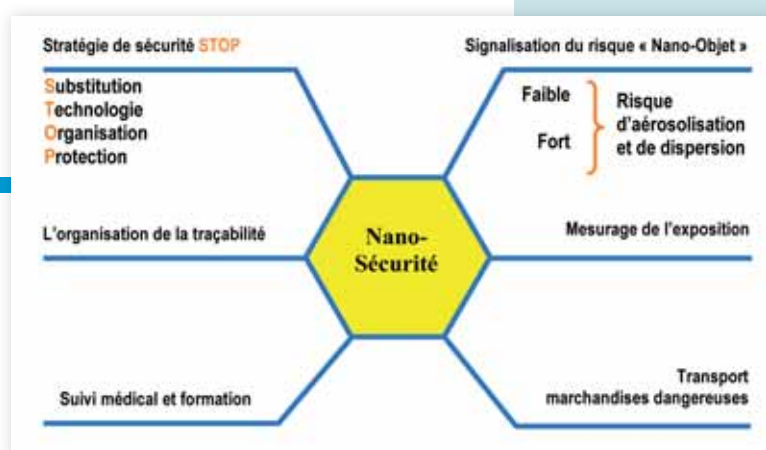 Stratégie de sécurité STOP
Substitution
Technologie
Organisation
Protection
Signalisation du risque « Nano-Objet »
Faible
Fort
Risque
d'aérosolisation
et de dispersion
L'organisation de la traçabilité
Nano-
Sécurité
Mesurage de l'exposition
Suivi médical et formation
Transport
marchandises dangereuses